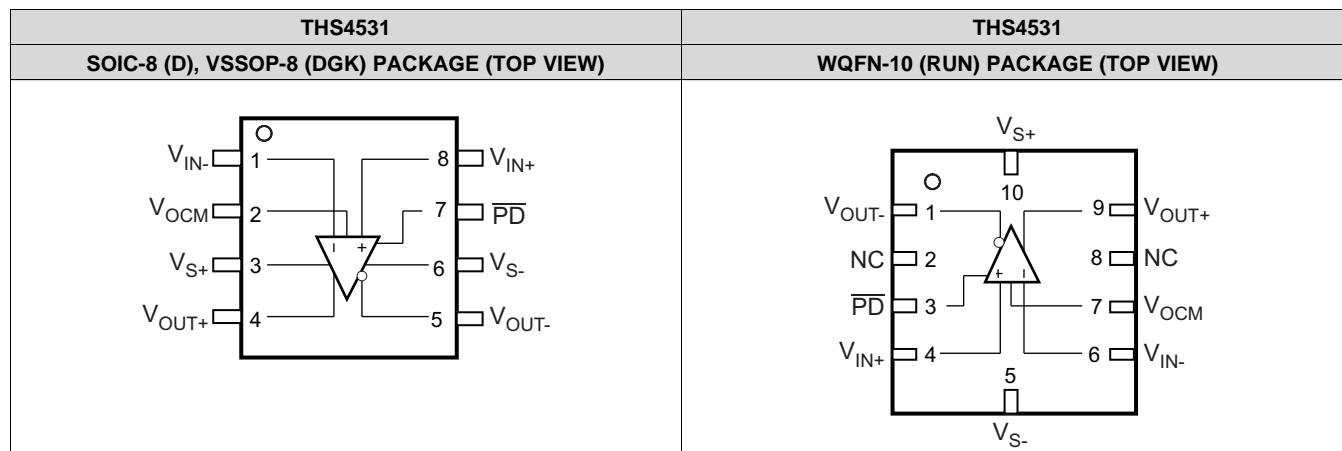 THS4531
SOIC-8 (D), VSSOP-8 (DGK) PACKAGE (TOP VIEW)
VIN- 1 8 VIN+
VOCM 2 7 PD
VS+ 3 6 VS-
VOUT+ 4 5 VOUT-
THS4531
WQFN-10 (RUN) PACKAGE (TOP VIEW)
VS+
10
VOUT- 1 9 VOUT+
NC 2 8 NC
PD 3 7 VOCM
VIN+ 4 6 VIN-
5
VS-